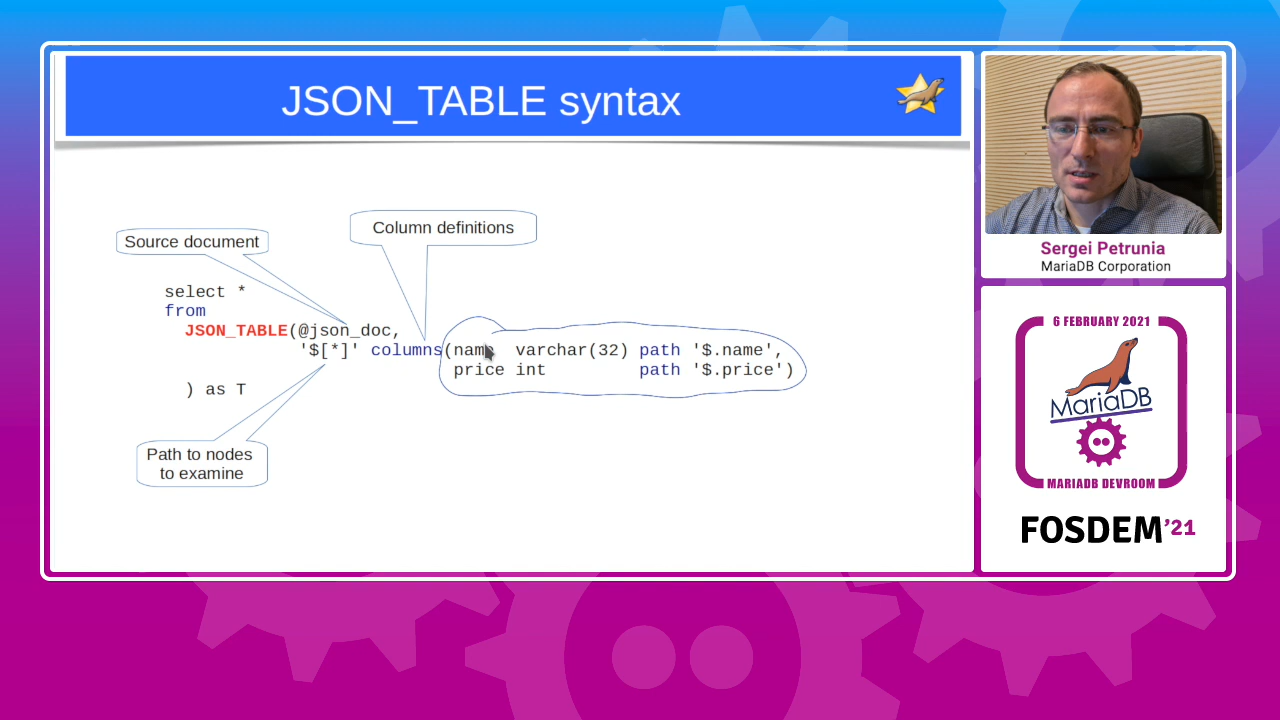 JSON_TABLE syntax
Source document
Column definitions
select *
from
JSON_TABLE(@json_doc,
'$[*]' columns(name varchar(32) path '$.name',
price int path '$.price')
) as T
Path to nodes
to examine
Sergei Petrunia
MariaDB Corporation
6 FEBRUARY 2021
MariaDB
MARIADB DEVROOM
FOSDEM'21